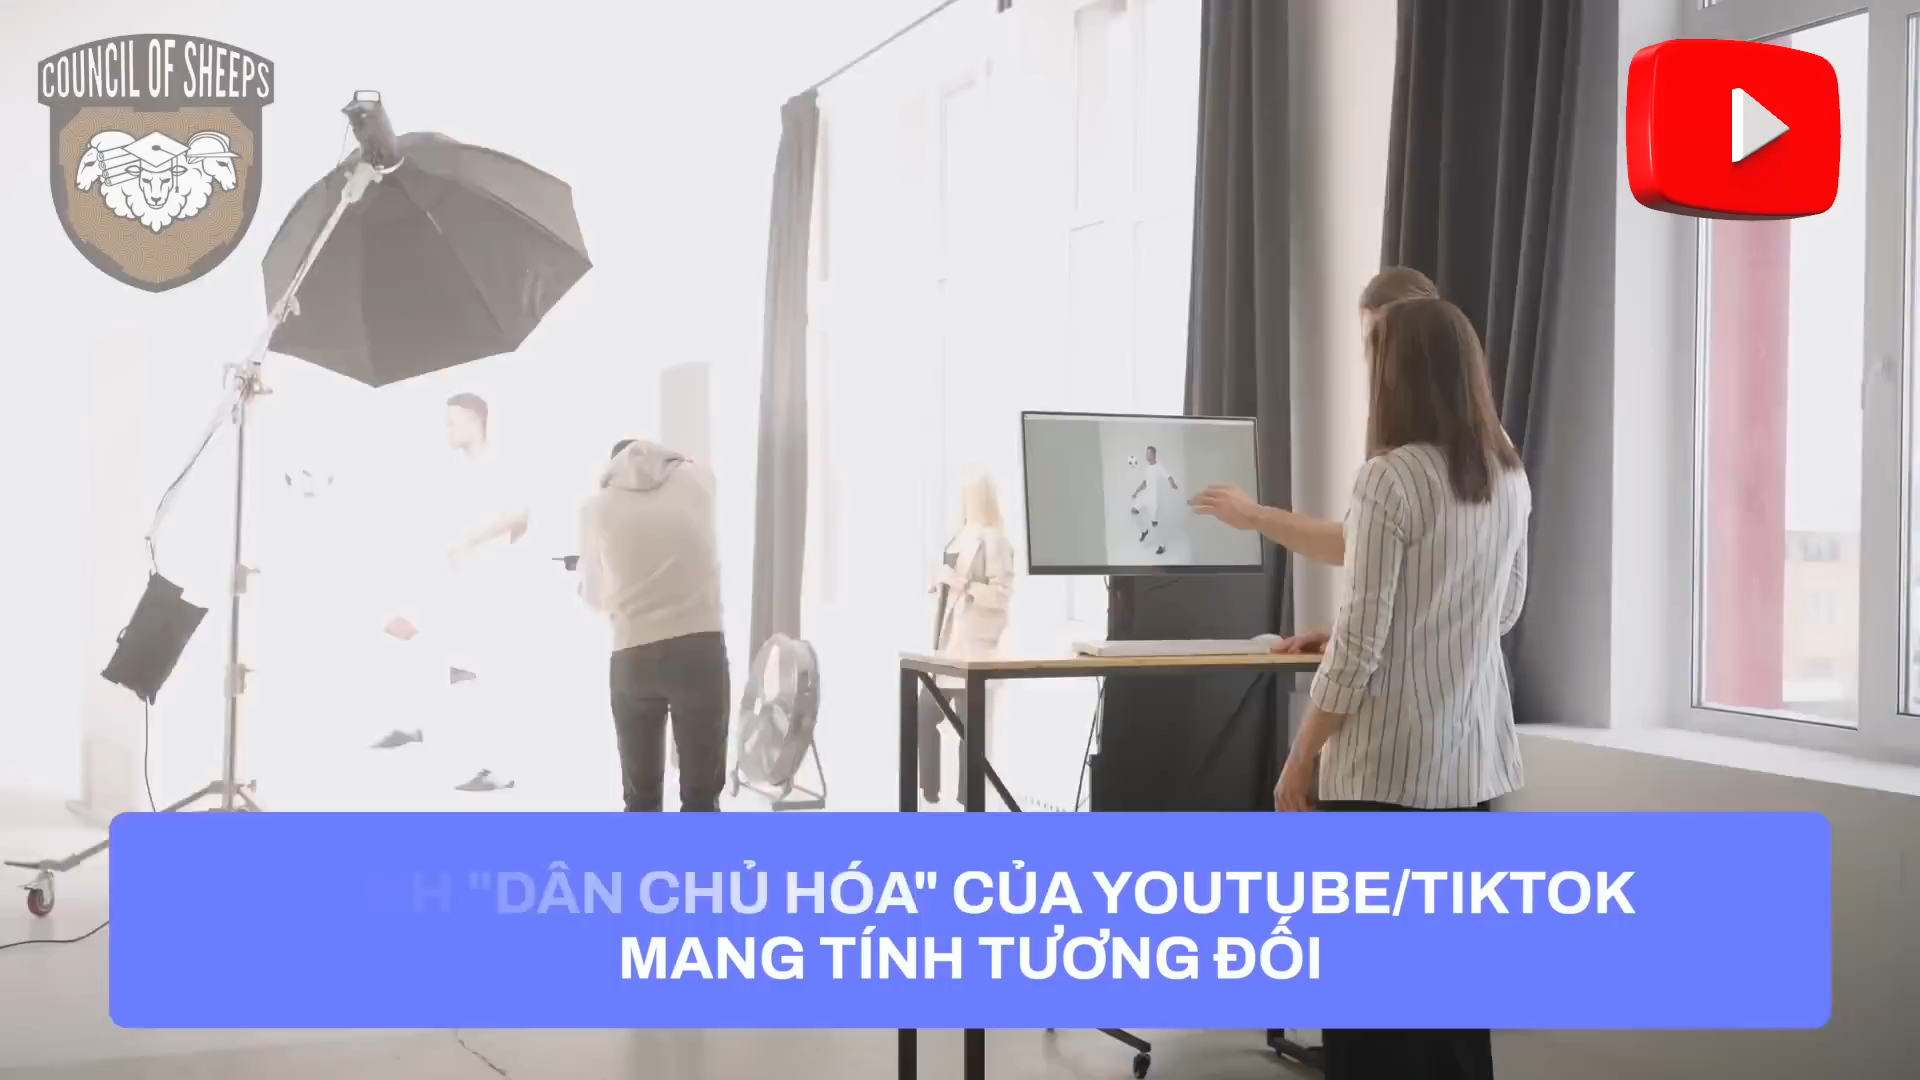 COUNCIL OF SHEEPS
H "DÂN CHỦ HÓA" CỦA YOUTUBE/TIKTOK
MANG TÍNH TƯƠNG ĐỐI